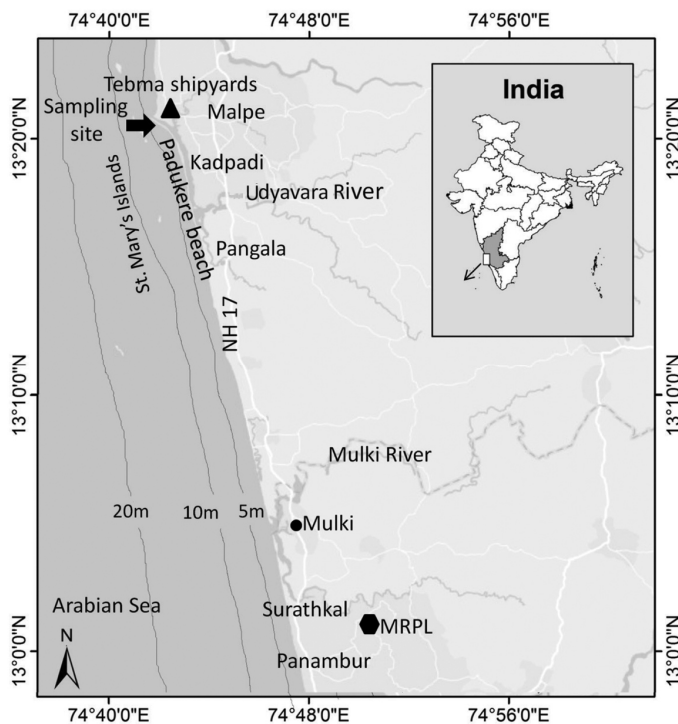 74°40'0"E
74°48'0"E
74°56'0"E
India
Tebma shipyards
Sampling
site
Malpe
13°20'0"N
13°20'0"N
Kadpadi
Padukere beach
St. Mary's Islands
Udyavara River
Pangala
NH 17
13°10'0"N
13°10'0"N
Mulki River
20m
10m
5m
Mulki
Arabian Sea
Surathkal
N
MRPL
13°0'0"N
13°0'0"N
Panambur
74°40'0"E
74°48'0"E
74°56'0"E